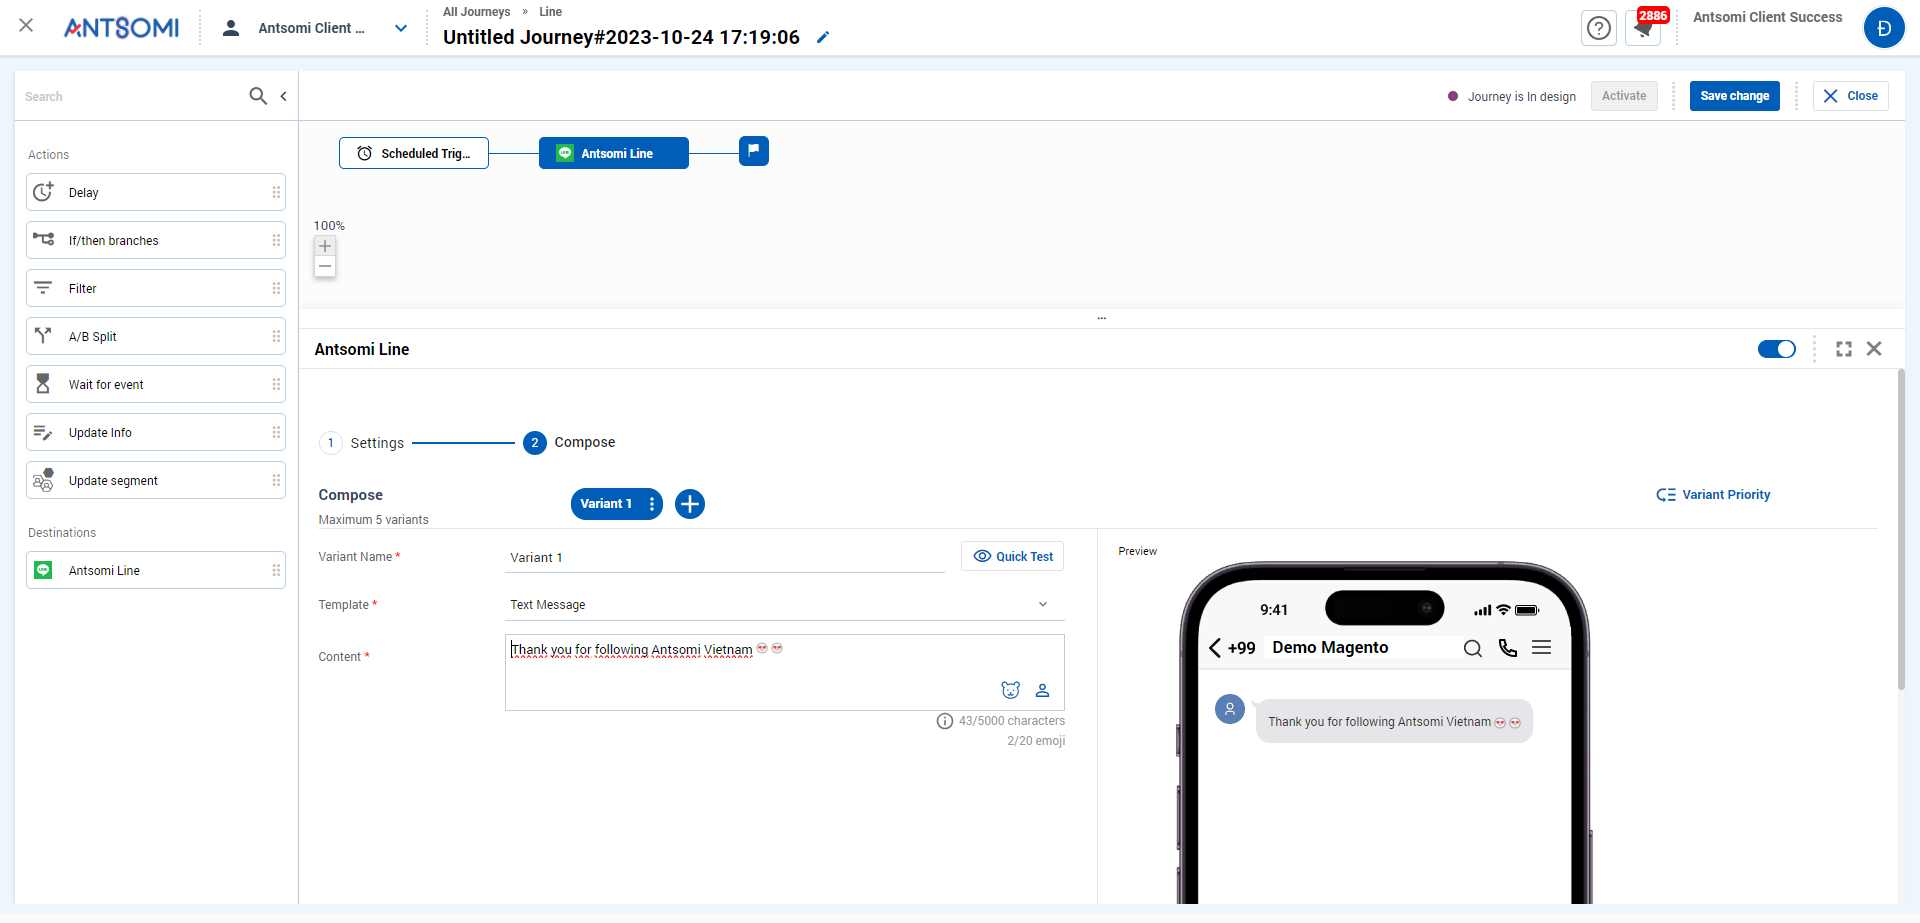 ANTSOMI
Antsomi Client ...
All Journeys » Line
Untitled Journey#2023-10-24 17:19:06
2886
Antsomi Client Success
Đ
Search
Journey is In design
Activate
Save change
Close
Scheduled Trig...
Antsomi Line
100%
Actions
Delay
If/then branches
Filter
A/B Split
Wait for event
Update Info
Update segment
Destinations
Antsomi Line
...
Antsomi Line
1 Settings
2 Compose
Compose
Maximum 5 variants
Variant 1
Variant Priority
Variant Name *
Variant 1
Quick Test
Template *
Text Message
Content *
Thank you for following Antsomi Vietnam
43/5000 characters
2/20 emoji
Preview
9:41
+99 Demo Magento
Thank you for following Antsomi Vietnam